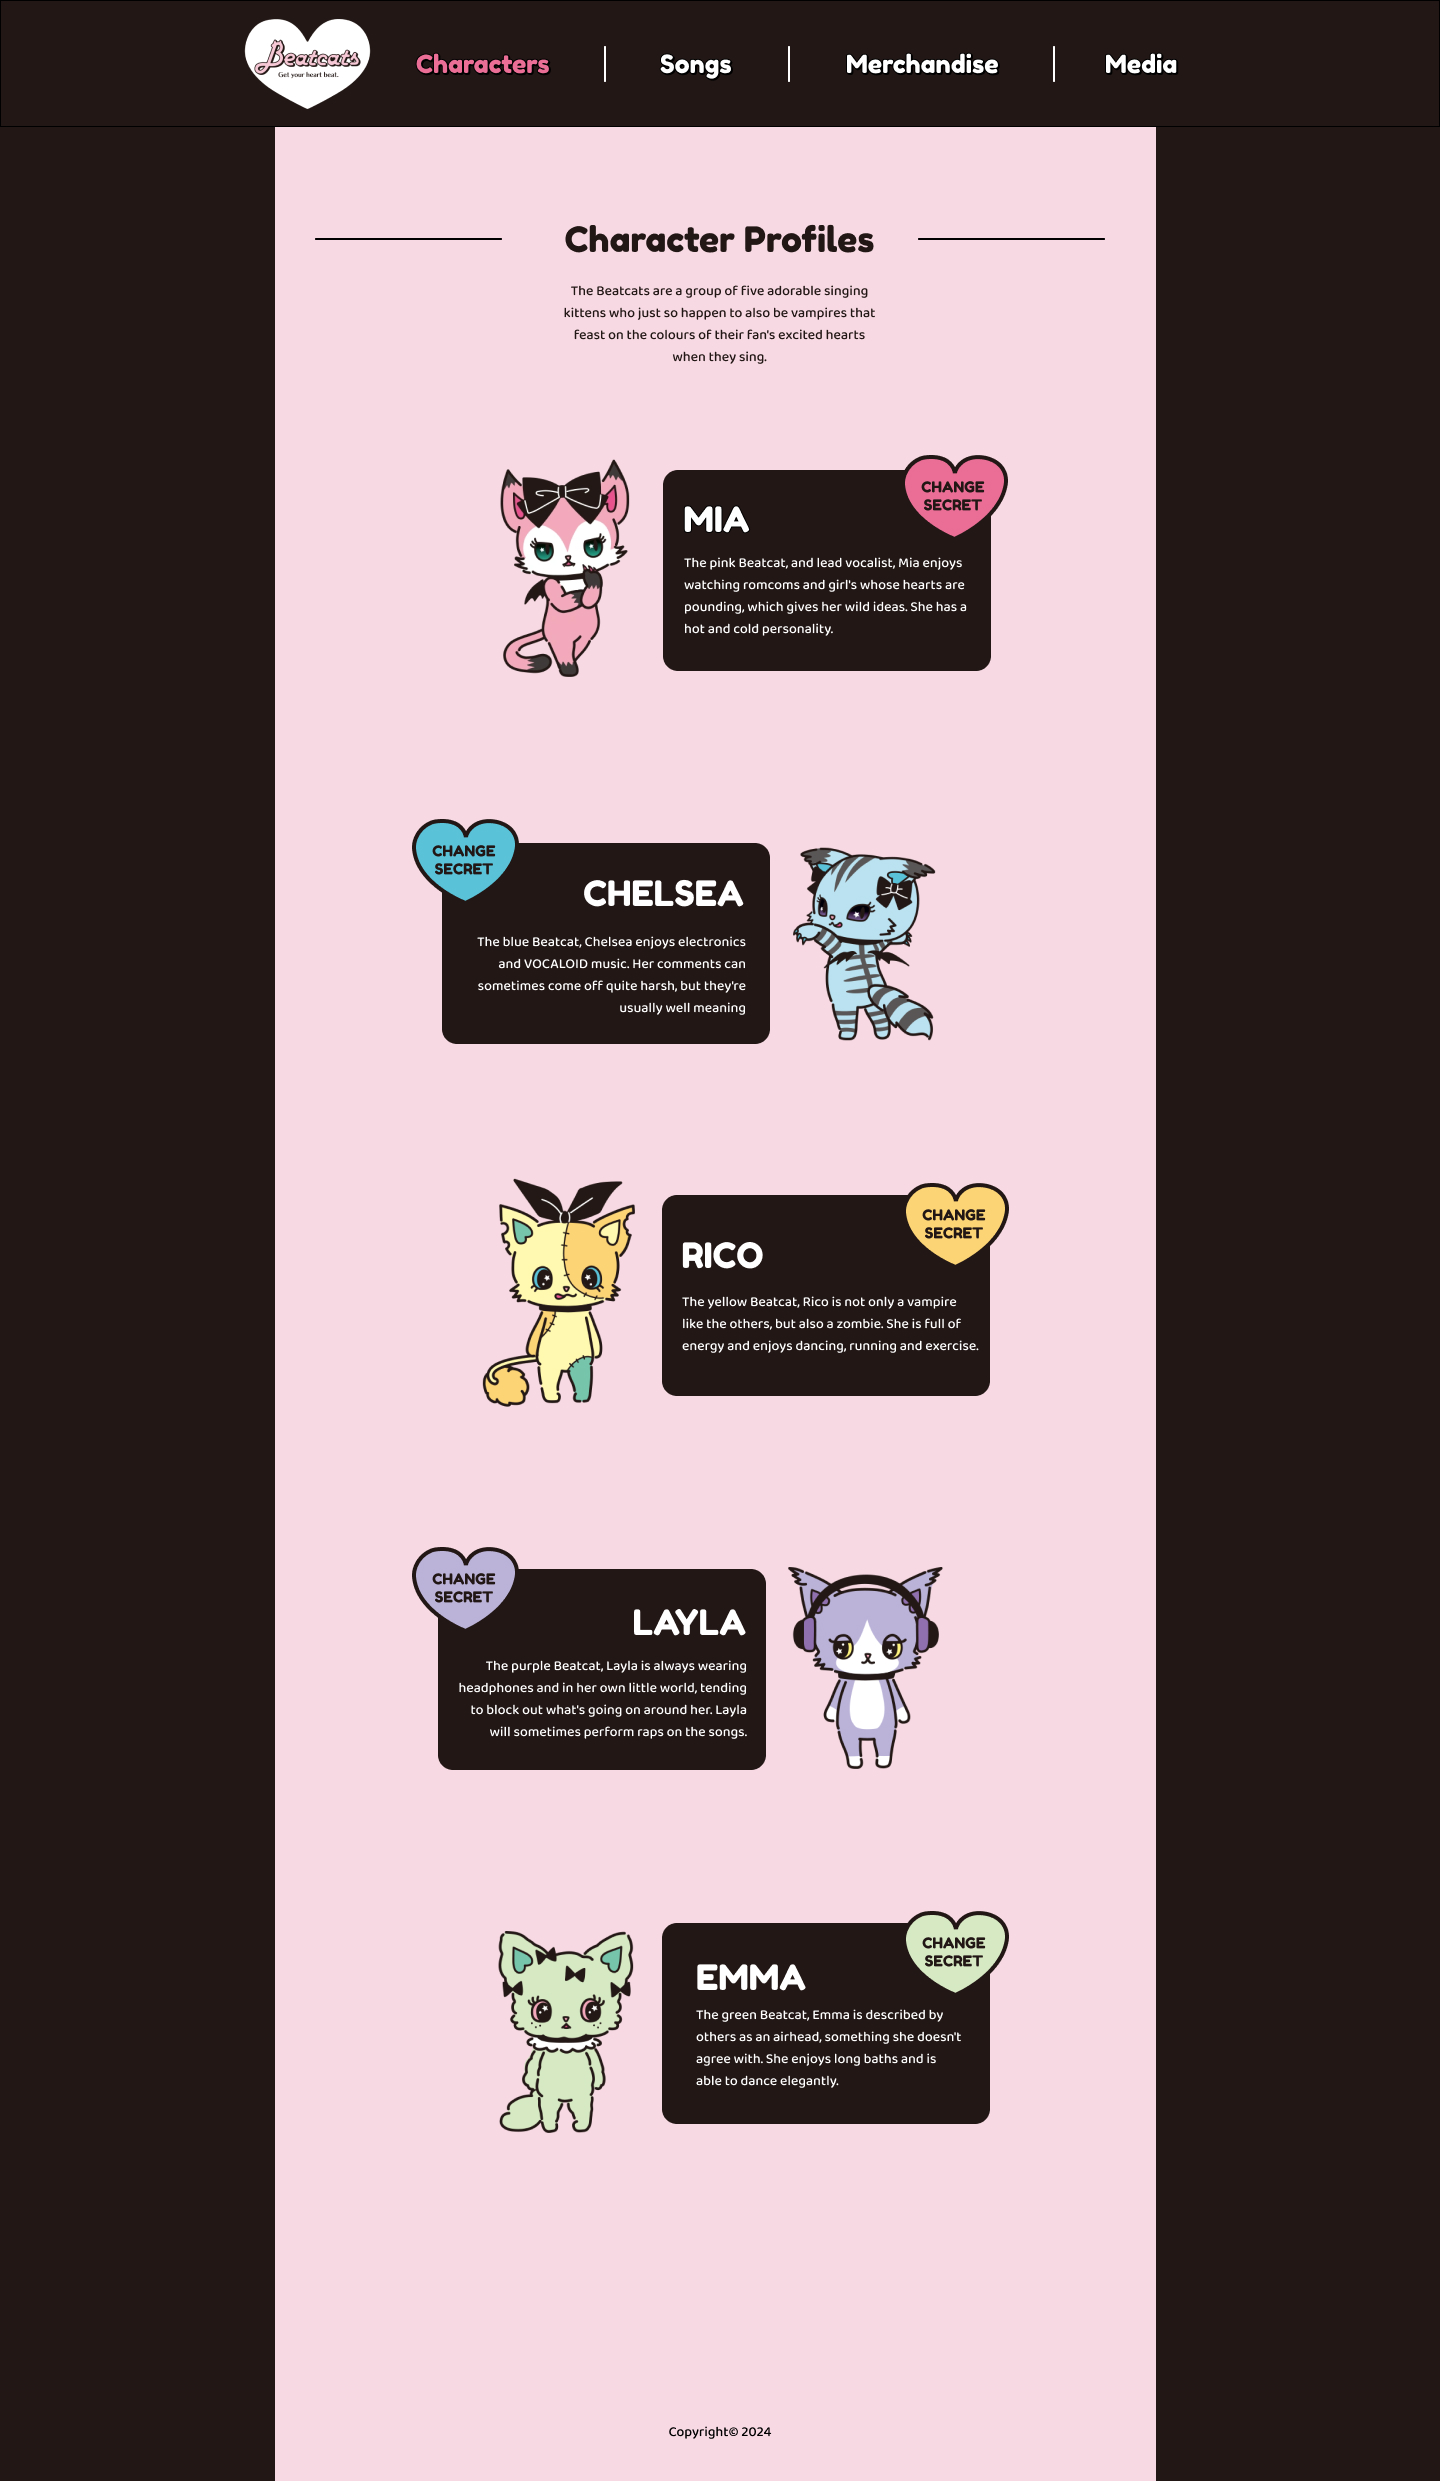 Beatcats
Get your heart beat.
Characters
Songs
Merchandise
Media
Character Profiles
The Beatcats are a group of five adorable singing
kittens who just so happen to also be vampires that
feast on the colours of their fan's excited hearts
when they sing.
CHANGE
SECRET
MIA
The pink Beatcat, and lead vocalist, Mia enjoys
watching romcoms and girl's whose hearts are
pounding, which gives her wild ideas. She has a
hot and cold personality.
CHANGE
SECRET
CHELSEA
The blue Beatcat, Chelsea enjoys electronics
and VOCALOID music. Her comments can
sometimes come off quite harsh, but they're
usually well meaning
CHANGE
SECRET
RICO
The yellow Beatcat, Rico is not only a vampire
like the others, but also a zombie. She is full of
energy and enjoys dancing, running and exercise.
CHANGE
SECRET
LAYLA
The purple Beatcat, Layla is always wearing
headphones and in her own little world, tending
to block out what's going on around her. Layla
will sometimes perform raps on the songs.
CHANGE
SECRET
EMMA
The green Beatcat, Emma is described by
others as an airhead, something she doesn't
agree with. She enjoys long baths and is
able to dance elegantly.
Copyright© 2024